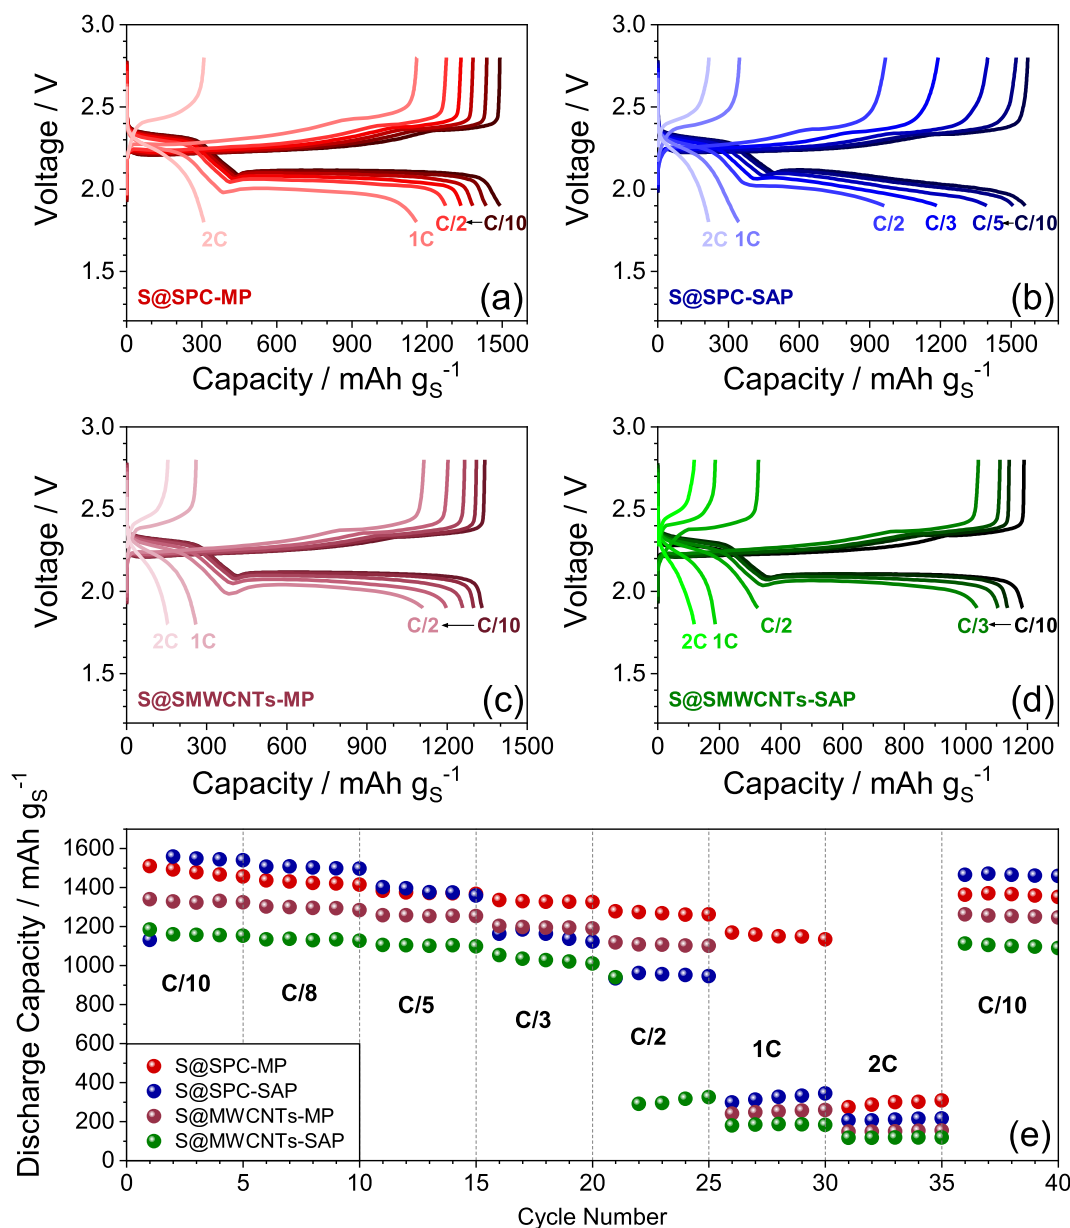 3.0
2.5
2.0
1.5
Voltage / V
2C
1C
C/2
C/10
S@SPC-MP
(a)
0 300 600 900 1200 1500
Capacity / mAh gS-1
3.0
2.5
2.0
1.5
Voltage / V
2C 1C
C/2
C/3
C/5
C/10
S@SPC-SAP
(b)
0 300 600 900 1200 1500
Capacity / mAh gS-1
3.0
2.5
2.0
1.5
Voltage / V
2C 1C
C/2
C/10
S@SMWCNTs-MP
(c)
0 300 600 900 1200 1500
Capacity / mAh gS-1
3.0
2.5
2.0
1.5
Voltage / V
2C 1C
C/2
C/3
C/10
S@SMWCNTs-SAP
(d)
0 200 400 600 800 1000 1200
Capacity / mAh gS-1
Discharge Capacity / mAh gS-1
1600
1400
1200
1000
800
600
400
200
0
C/10
C/8
C/5
C/3
C/2
1C
2C
C/10
S@SPC-MP
S@SPC-SAP
S@MWCNTs-MP
S@MWCNTs-SAP
(e)
0 5 10 15 20 25 30 35 40
Cycle Number